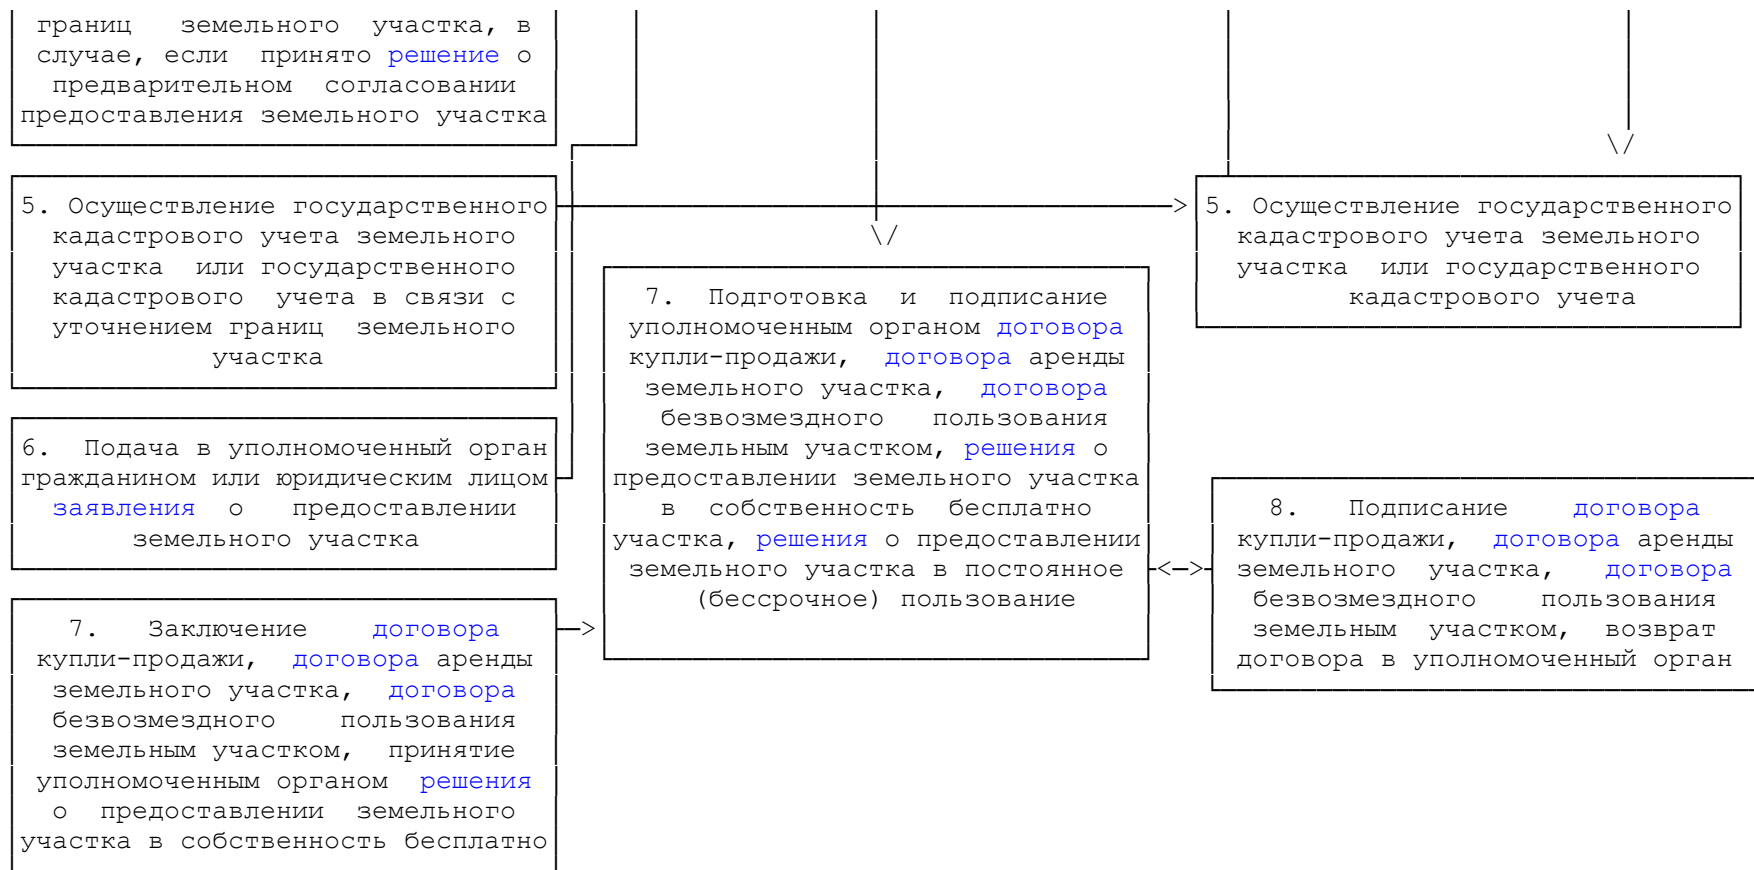 границ земельного участка, в
случае, если принято решение о
предварительном согласовании
предоставления земельного участка
5. Осуществление государственного
кадастрового учета земельного
участка или государственного
кадастрового учета в связи с
уточнением границ земельного
участка
6. Подача в уполномоченный орган
гражданином или юридическим лицом
заявления о предоставлении
земельного участка
7. Заключение договора
купли-продажи, договора аренды
земельного участка, договора
безвозмездного пользования
земельным участком, принятие
уполномоченным органом решения
о предоставлении земельного
участка в собственность бесплатно
7. Подготовка и подписание
уполномоченным органом договора
купли-продажи, договора аренды
земельного участка, договора
безвозмездного пользования
земельным участком, решения о
предоставлении земельного участка
в собственность бесплатно
участка, решения о предоставлении
земельного участка в постоянное
(бессрочное) пользование
5. Осуществление государственного
кадастрового учета земельного
участка или государственного
кадастрового учета
8. Подписание договора
купли-продажи, договора аренды
земельного участка, договора
безвозмездного пользования
земельным участком, возврат
договора в уполномоченный орган